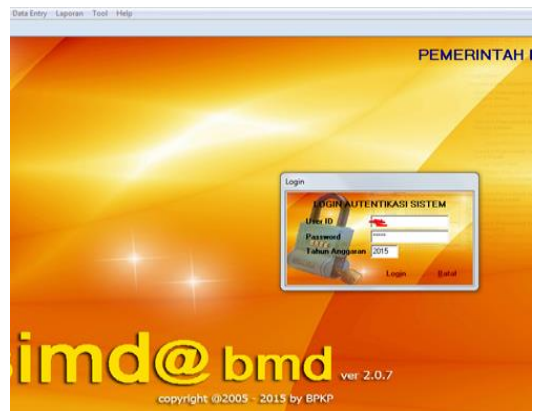 Data Entry Laporan Tool Help
PEMERINTAH
Login
LOGIN AUTENTIKASI SISTEM
User ID
Password
Tahun Anggaran 2015
Login Batal
simd@ bmd ver 2.0.7
copyright @2005 - 2015 by BPKP